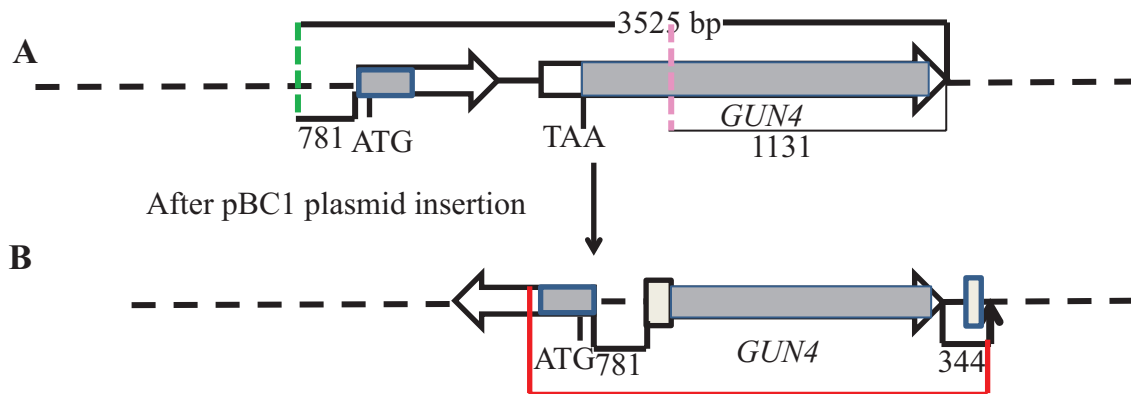 3525 bp
A
GUN4
781
ATG
TAA
1131
After pBC1 plasmid insertion
B
ATG
781
GUN4
344